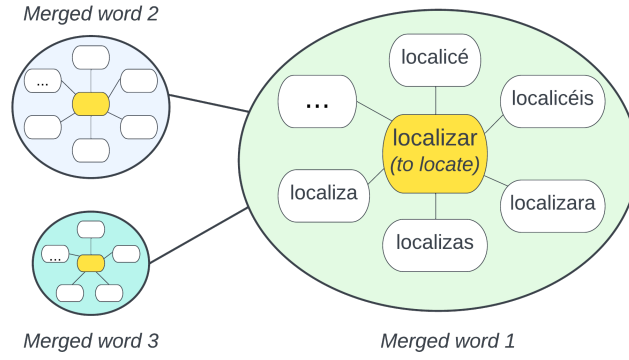 Merged word 2
...
localicé
...
localicéis
localizar
(to locate)
localiza
localizara
localizas
...
Merged word 3
Merged word 1